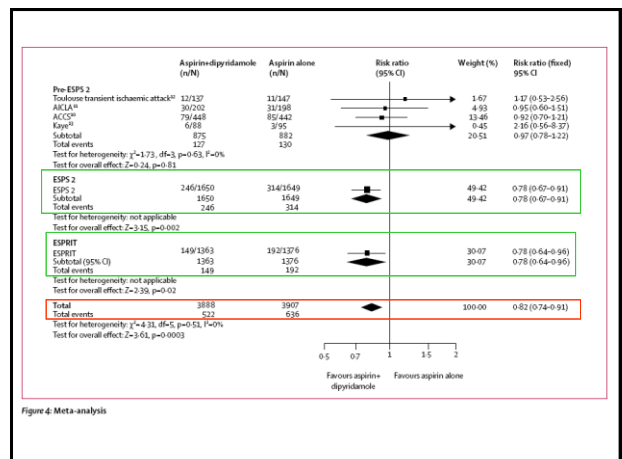 Aspirin+dipyridamole Aspirin alone Risk ratio Weight (%) Risk ratio (fixed)
(n/N) (n/N) (95% CI) 95% CI
Pre-ESPS 2
Toulouse transient ischaemic attack 12/137 11/147 1·67 1·17 (0·53–2·56)
AICLA 30/202 31/198 4·93 0·95 (0·60–1·51)
ACCS 79/448 85/442 13·46 0·92 (0·70–1·21)
Kaye 6/88 3/95 0·45 2·16 (0·56–8·37)
Subtotal 875 882 20·51 0·97 (0·78–1·22)
Total events 127 130
Test for heterogeneity: χ²=1·73, df=3, p=0·63, I²=0%
Test for overall effect: Z=0·24, p=0·81
ESPS 2
ESPS 2 246/1650 314/1649 49·42 0·78 (0·67–0·91)
Subtotal 1650 1649 49·42 0·78 (0·67–0·91)
Total events 246 314
Test for heterogeneity: not applicable
Test for overall effect: Z=3·15, p=0·002
ESPRIT
ESPRIT 149/1363 192/1376 30·07 0·78 (0·64–0·96)
Subtotal (95% CI) 1363 1376 30·07 0·78 (0·64–0·96)
Total events 149 192
Test for heterogeneity: not applicable
Test for overall effect: Z=2·39, p=0·02
Total 3888 3907 100·00 0·82 (0·74–0·91)
Total events 522 636
Test for heterogeneity: χ²=4·31, df=5, p=0·51, I²=0%
Test for overall effect: Z=3·61, p=0·0003
0·5 0·7 1 1·5 2
Favours aspirin+ Favours aspirin alone
dipyridamole
Figure 4: Meta-analysis